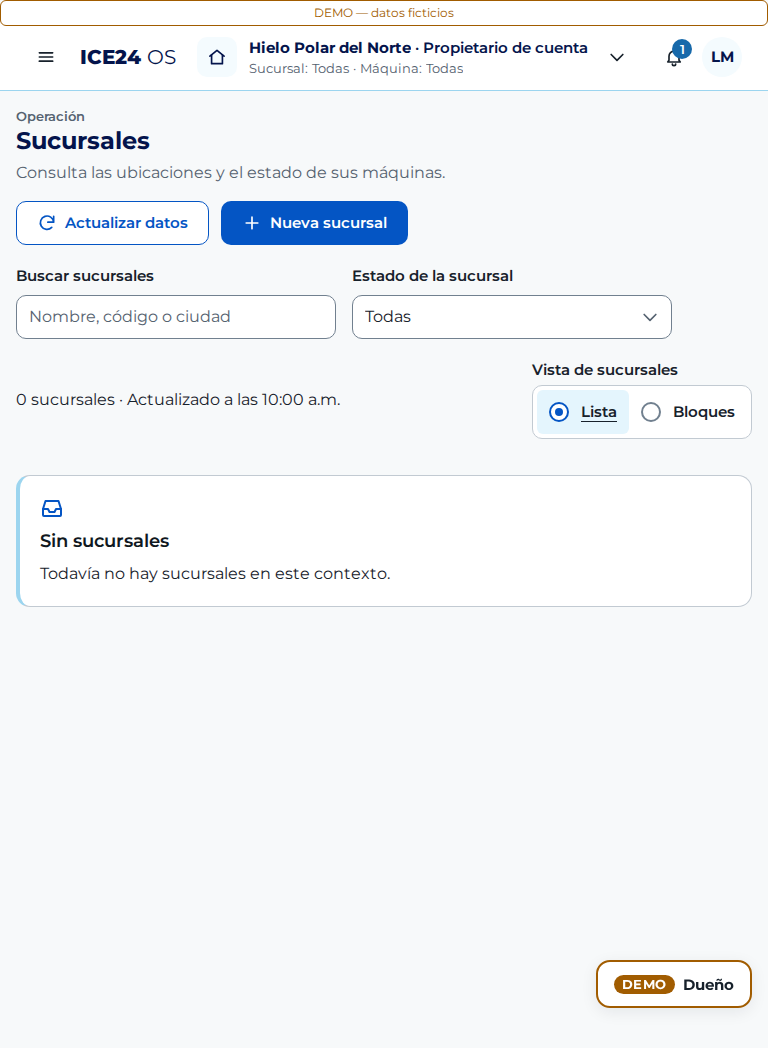 DEMO — datos ficticios
ICE24 OS
Hielo Polar del Norte · Propietario de cuenta
Sucursal: Todas · Máquina: Todas
1
LM
Operación
Sucursales
Consulta las ubicaciones y el estado de sus máquinas.
Actualizar datos
Nueva sucursal
Buscar sucursales
Estado de la sucursal
Nombre, código o ciudad
Todas
Vista de sucursales
0 sucursales · Actualizado a las 10:00 a.m.
Lista
Bloques
Sin sucursales
Todavía no hay sucursales en este contexto.
DEMO Dueño